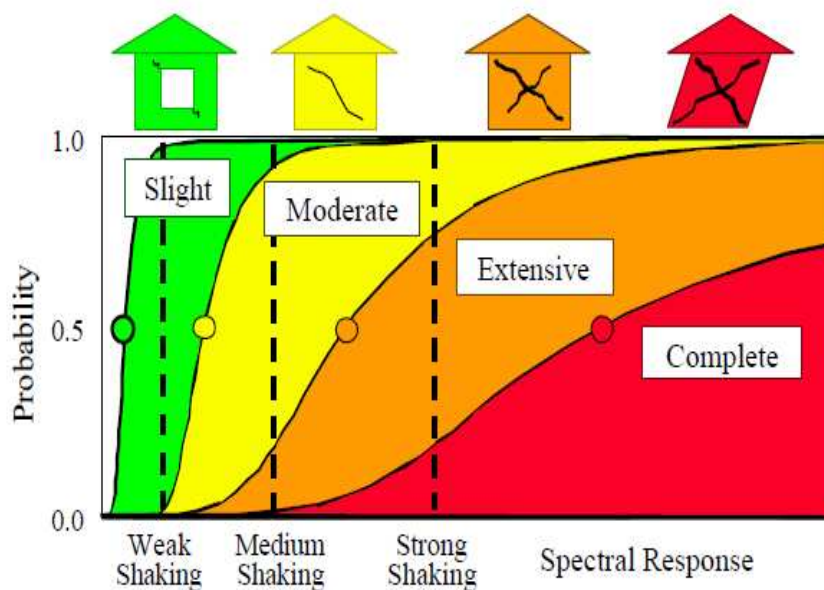 1.0
Slight
Moderate
Extensive
0.5
Complete
Probability
0.0
Weak
Shaking
Medium
Shaking
Strong
Shaking
Spectral Response